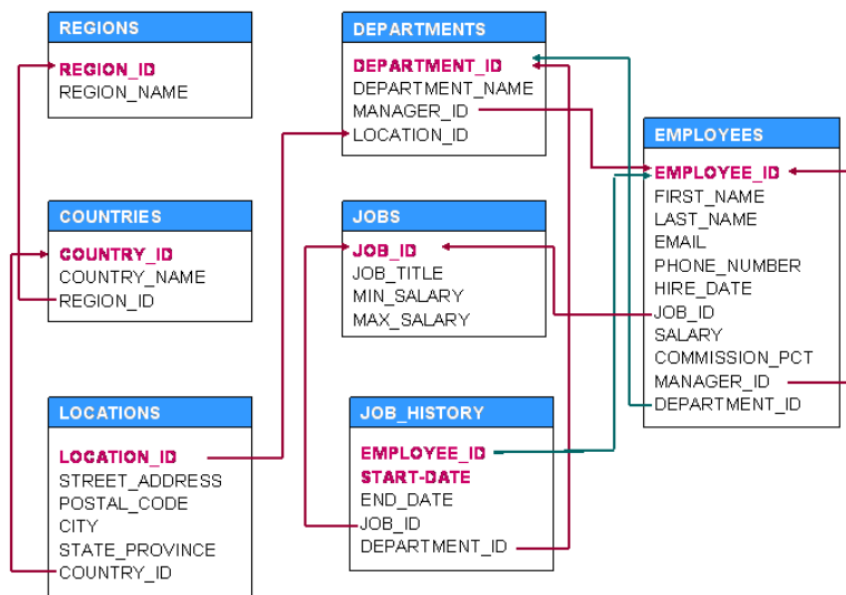 REGIONS
REGION_ID
REGION_NAME
DEPARTMENTS
DEPARTMENT_ID
DEPARTMENT_NAME
MANAGER_ID
LOCATION_ID
EMPLOYEES
EMPLOYEE_ID
FIRST_NAME
LAST_NAME
EMAIL
PHONE_NUMBER
HIRE_DATE
JOB_ID
SALARY
COMMISSION_PCT
MANAGER_ID
DEPARTMENT_ID
COUNTRIES
COUNTRY_ID
COUNTRY_NAME
REGION_ID
JOBS
JOB_ID
JOB_TITLE
MIN_SALARY
MAX_SALARY
LOCATIONS
LOCATION_ID
STREET_ADDRESS
POSTAL_CODE
CITY
STATE_PROVINCE
COUNTRY_ID
JOB_HISTORY
EMPLOYEE_ID
START-DATE
END_DATE
JOB_ID
DEPARTMENT_ID